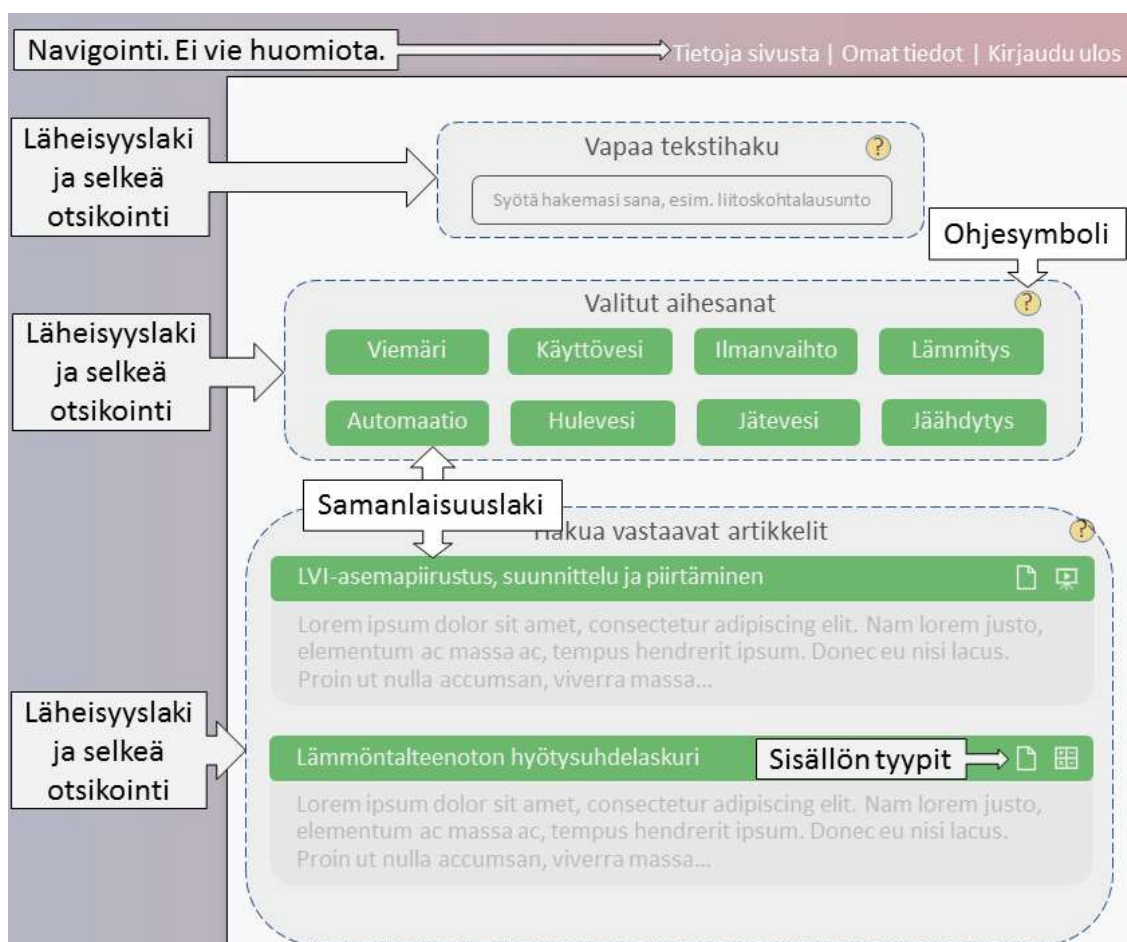 Navigointi. Ei vie huomiota.
Tietoja sivusta | Omat tiedot | Kirjaudu ulos
Läheisyyslaki
ja selkeä
otsikointi
Vapaa tekstihaku
?
Syötä hakemasi sana, esim. liitoskohtalausunto
Ohjesymboli
Läheisyyslaki
ja selkeä
otsikointi
Valitut aihesanat
?
Viemäri
Käyttövesi
Ilmanvaihto
Lämmitys
Automaatio
Hulevesi
Jätevesi
Jäähdytys
Samanlaisuuslaki
Hakua vastaavat artikkelit
?
LVI-asemapiirustus, suunnittelu ja piirtäminen
Lorem ipsum dolor sit amet, consectetur adipiscing elit. Nam lorem justo,
elementum ac massa ac, tempus hendrerit ipsum. Donec eu nisi lacus.
Proin ut nulla accumsan, viverra massa...
Läheisyyslaki
ja selkeä
otsikointi
Lämmöntalteenoton hyötysuhdelaskuri
Sisällön tyypit
Lorem ipsum dolor sit amet, consectetur adipiscing elit. Nam lorem justo,
elementum ac massa ac, tempus hendrerit ipsum. Donec eu nisi lacus.
Proin ut nulla accumsan, viverra massa...